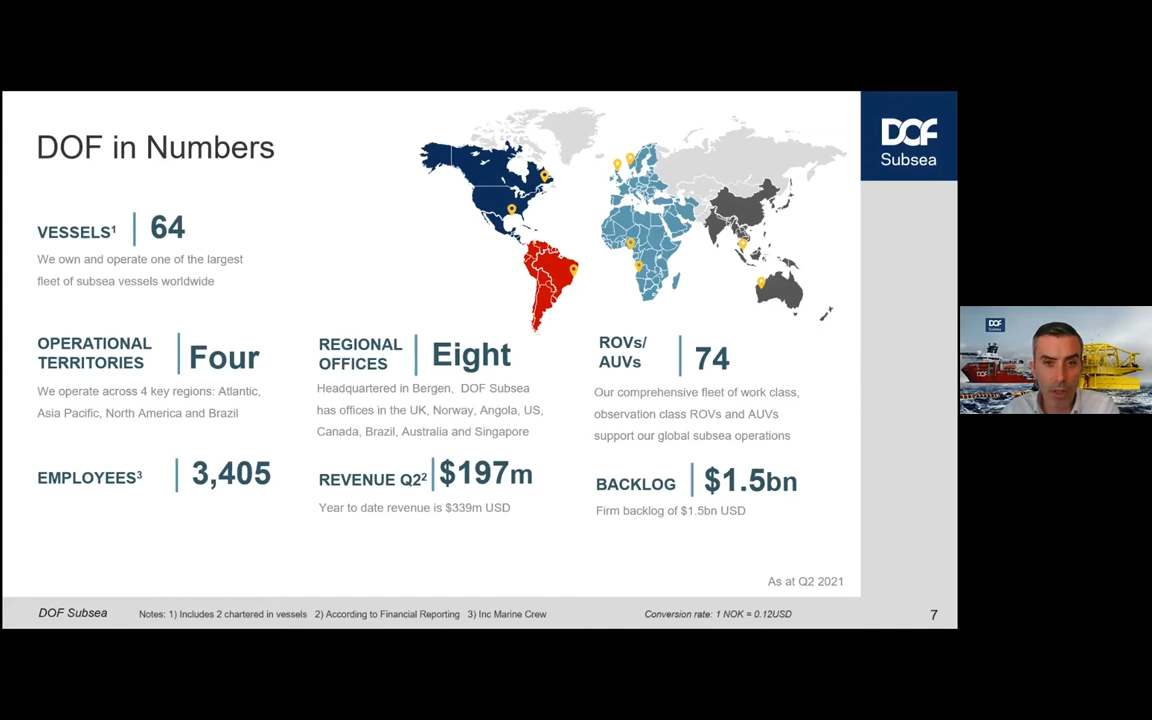 DOF in Numbers
DOF
Subsea
VESSELS¹ 64
We own and operate one of the largest
fleet of subsea vessels worldwide
OPERATIONAL
TERRITORIES
Four
We operate across 4 key regions: Atlantic,
Asia Pacific, North America and Brazil
REGIONAL
OFFICES
Eight
Headquartered in Bergen, DOF Subsea
has offices in the UK, Norway, Angola, US,
Canada, Brazil, Australia and Singapore
ROVs/
AUVs
74
Our comprehensive fleet of work class,
observation class ROVs and AUVs
support our global subsea operations
EMPLOYEES³ 3,405
REVENUE Q2² $197m
Year to date revenue is $339m USD
BACKLOG $1.5bn
Firm backlog of $1.5bn USD
As at Q2 2021
DOF Subsea
Notes: 1) Includes 2 chartered in vessels 2) According to Financial Reporting 3) Inc Marine Crew
Conversion rate: 1 NOK = 0.12USD
7
DOF